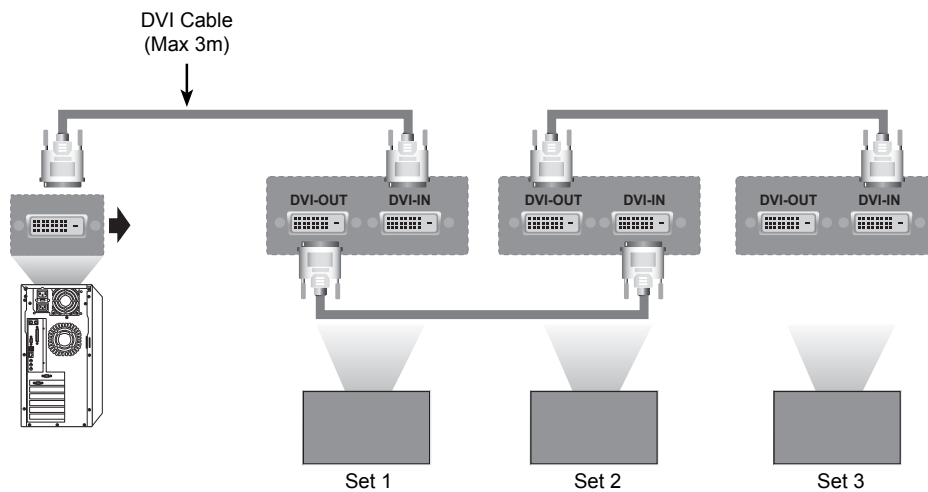 DVI Cable
(Max 3m)
DVI-OUT DVI-IN
DVI-OUT DVI-IN
DVI-OUT DVI-IN
Set 1
Set 2
Set 3